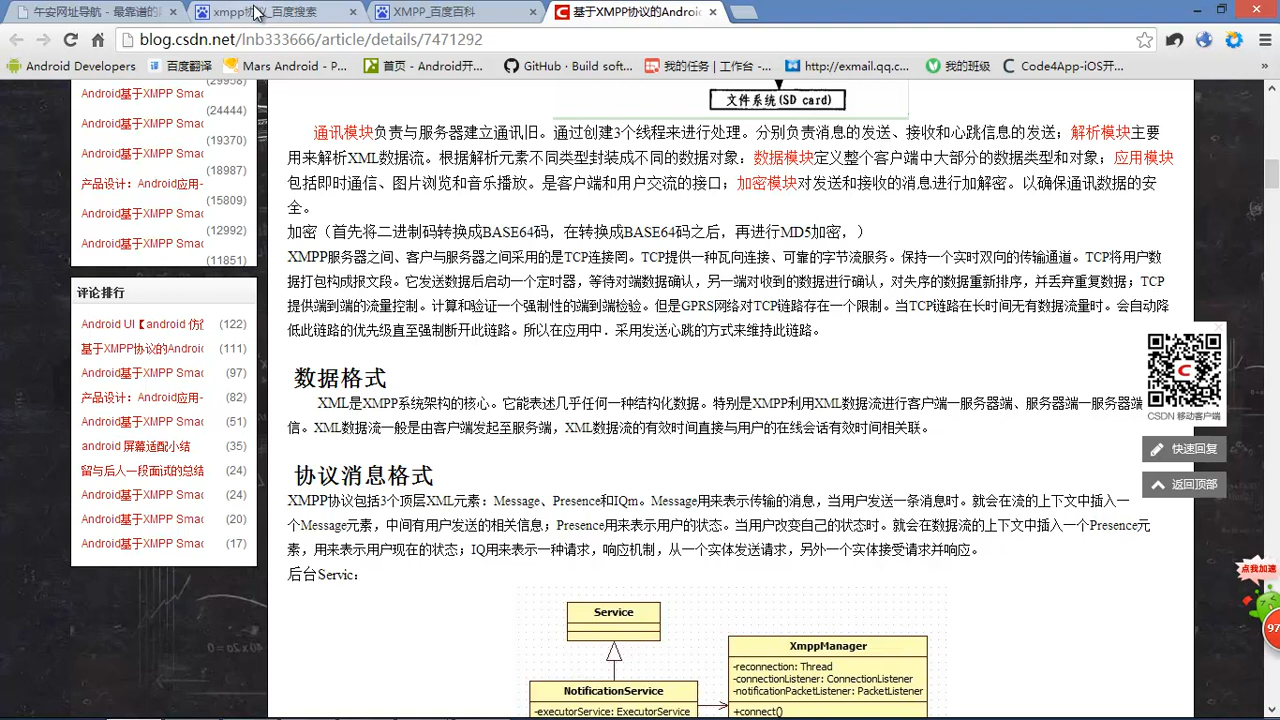 午安网址导航 - 最靠谱的
xmpp协议_百度搜索
XMPP_百度百科
基于XMPP协议的Androi
blog.csdn.net/lnb333666/article/details/7471292
Android Developers
百度翻译
Mars Android - P...
首页 - Android开...
GitHub · Build soft...
我的任务 | 工作台 -...
http://exmail.qq.c...
我的班级
Code4App-iOS开...
»
(29958)
Android基于XMPP Smac
(24444)
Android基于XMPP Smac
(19370)
Android基于XMPP Smac
(18987)
产品设计：Android应用-
(15809)
Android基于XMPP Smac
(12992)
Android基于XMPP Smac
(11851)
评论排行
Android UI【android 仿 (122)
基于XMPP协议的Androi (111)
Android基于XMPP Smac (97)
产品设计：Android应用- (82)
Android基于XMPP Smac (51)
android 屏幕适配小结 (35)
留与后人一段面试的总结 (24)
Android基于XMPP Smac (24)
Android基于XMPP Smac (20)
Android基于XMPP Smac (17)
文件系统(SD card)
通讯模块负责与服务器建立通讯旧。通过创建3个线程来进行处理。分别负责消息的发送、接收和心跳信息的发送；解析模块主要
用来解析XML数据流。根据解析元素不同类型封装成不同的数据对象：数据模块定义整个客户端中大部分的数据类型和对象；应用模块
包括即时通信、图片浏览和音乐播放。是客户端和用户交流的接口；加密模块对发送和接收的消息进行加解密。以确保通讯数据的安
全。
加密（首先将二进制码转换成BASE64码，在转换成BASE64码之后，再进行MD5加密，）
XMPP服务器之间、客户与服务器之间采用的是TCP连接罔。TCP提供一种瓦向连接、可靠的字节流服务。保持一个实时双向的传输通道。TCP将用户数
据打包构成报文段。它发送数据后启动一个定时器，等待对端数据确认，另一端对收到的数据进行确认，对失序的数据重新排序，并丢弃重复数据；TCP
提供端到端的流量控制。计算和验证一个强制性的端到端检验。但是GPRS网络对TCP链路存在一个限制。当TCP链路在长时间无有数据流量时。会自动降
低此链路的优先级直至强制断开此链路。所以在应用中．采用发送心跳的方式来维持此链路。
数据格式
XML是XMPP系统架构的核心。它能表述几乎任何一种结构化数据。特别是XMPP利用XML数据流进行客户端一服务器端、服务器端一服务器端
信。XML数据流一般是由客户端发起向服务端，XML数据流的有效时间直接与用户的在线会话有效时间相关联。
协议消息格式
XMPP协议包括3个顶层XML元素：Message、Presence和IQm。Message用来表示传输的消息，当用户发送一条消息时。就会在流的上下文中插入一
个Message元素，中间有用户发送的相关信息；Presence用来表示用户的状态。当用户改变自己的状态时。就会在数据流的上下文中插入一个Presence元
素，用来表示用户现在的状态；IQ用来表示一种请求，响应机制，从一个实体发送请求，另外一个实体接受请求并响应。
后台Servic：
Service
NotificationService
-executorService: ExecutorService
XmppManager
-reconnection: Thread
-connectionListener: ConnectionListener
-notificationPacketListener: PacketListener
+connect()
CSDN 移动客户端
快速回复
返回顶部
点我加速
97